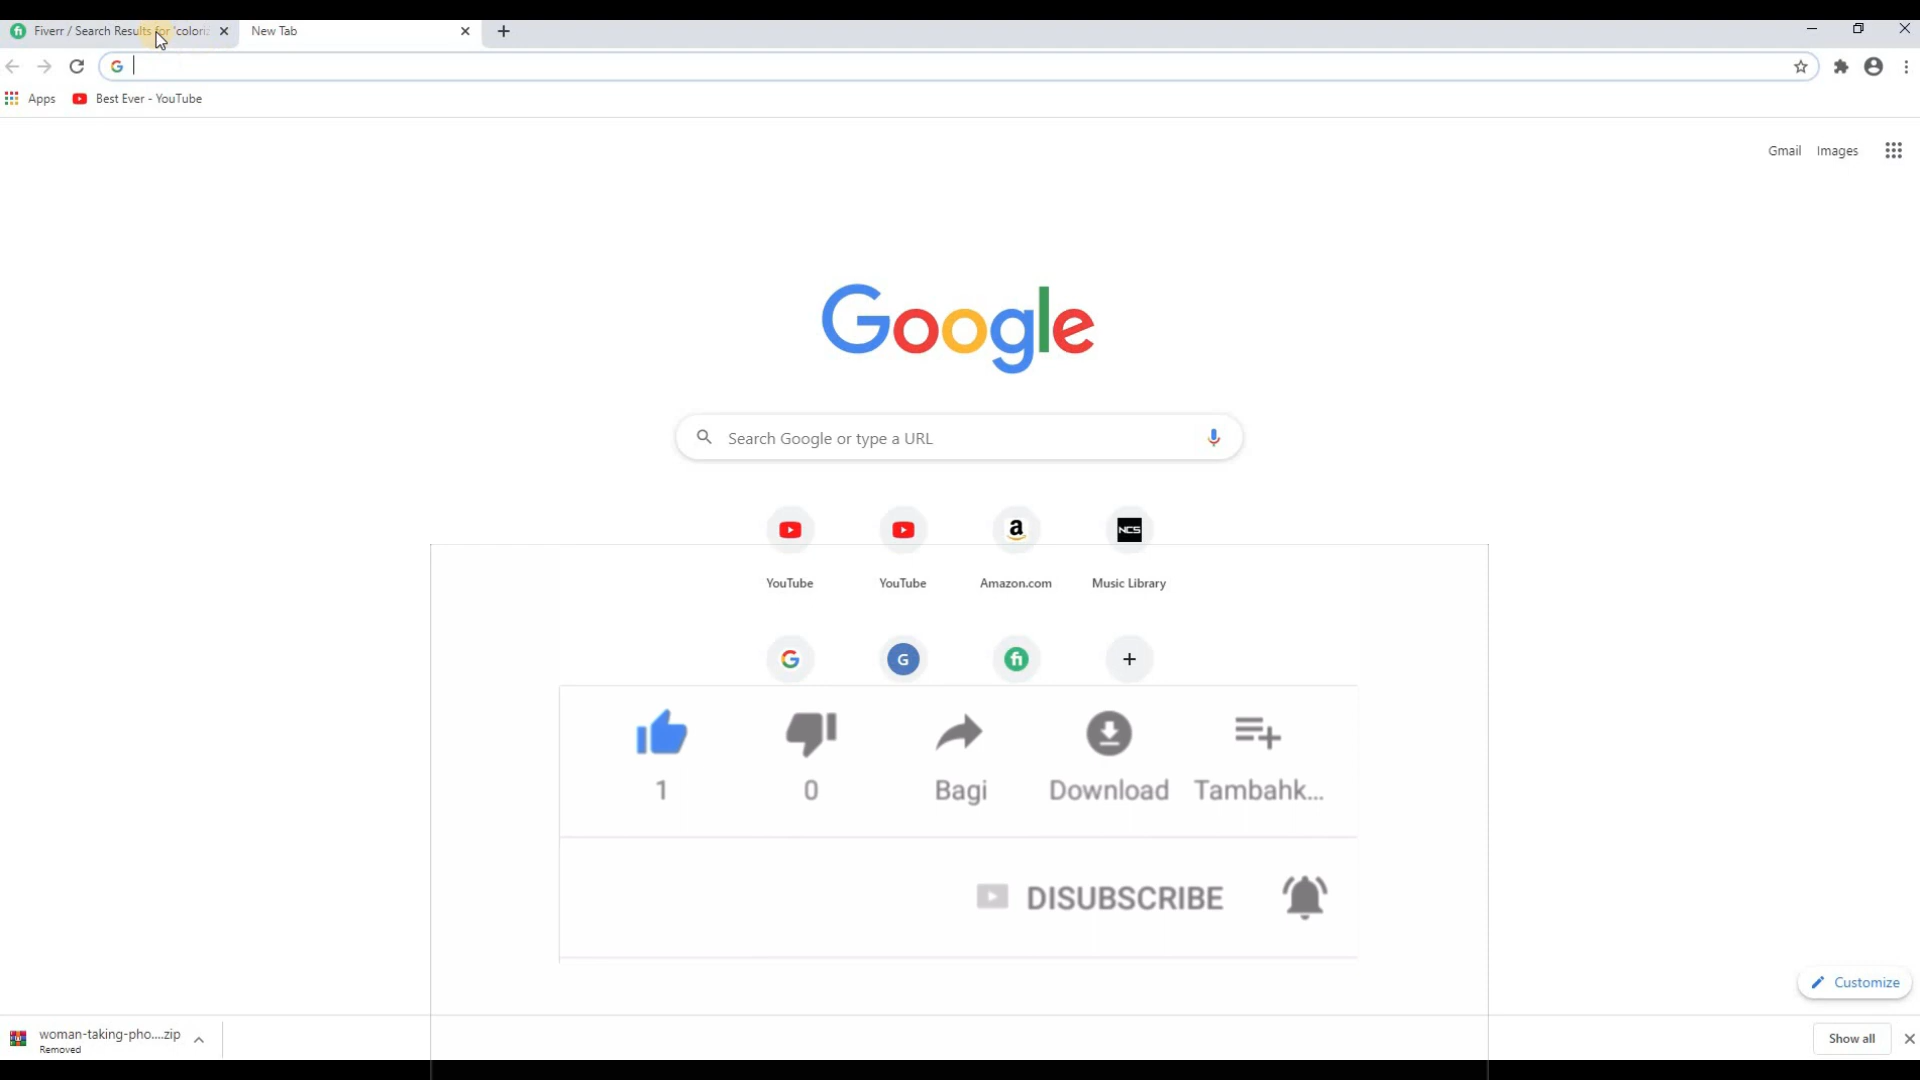 Fiverr / Search Results for 'coloriz
New Tab
Apps
Best Ever - YouTube
Gmail
Images
Google
Search Google or type a URL
NCS
YouTube
YouTube
Amazon.com
Music Library
G
1
0
Bagi
Download
Tambahk...
DISUBSCRIBE
Customize
woman-taking-pho....zip
Removed
Show all